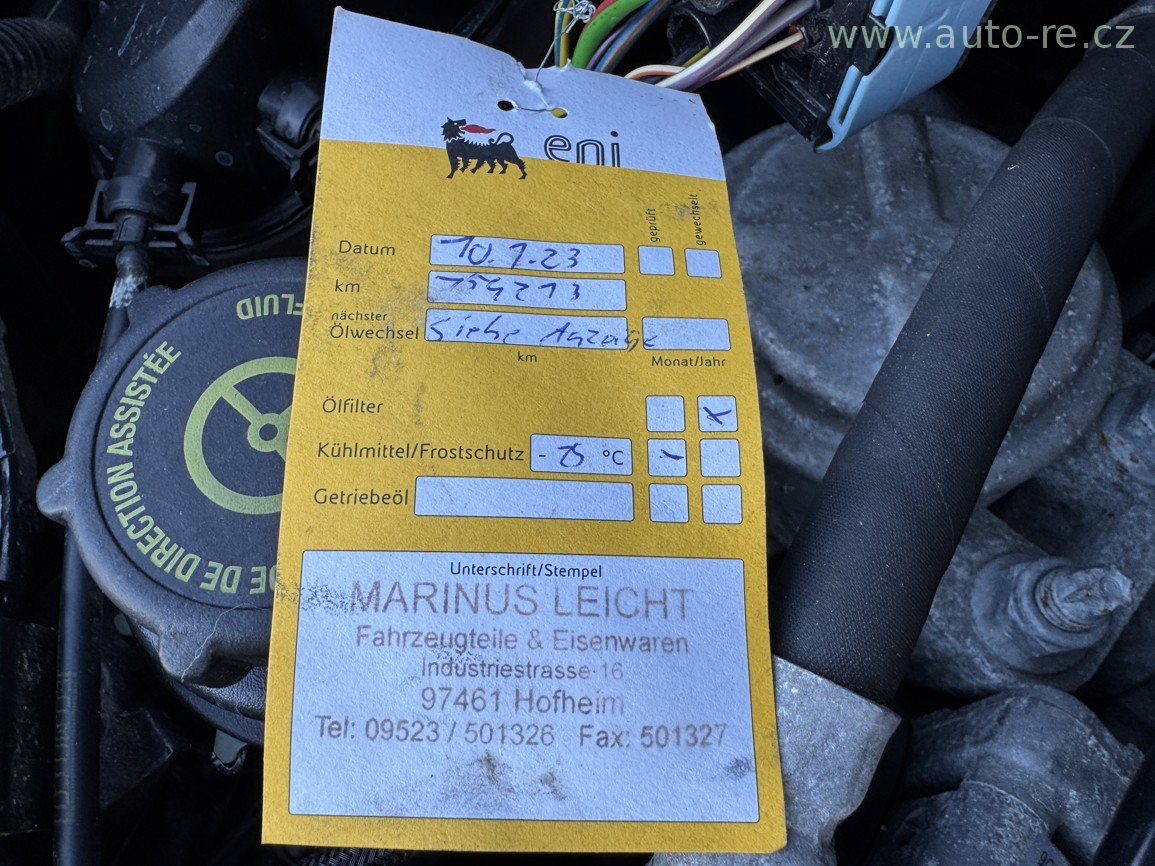 www.auto-re.cz
eni
geprüft
gewechselt
Datum 10.1.23
km 154213
nächster
Ölwechsel Siehe Anzeige
km Monat/Jahr
Ölfilter x
Kühlmittel/Frostschutz - °C
Getriebeöl
Unterschrift/Stempel
MARINUS LEICHT
Fahrzeugteile & Eisenwaren
Industriestrasse 16
97461 Hofheim
Tel: 09523 / 501326 Fax: 501327
FLUID
DE DIRECTION ASSISTÉE